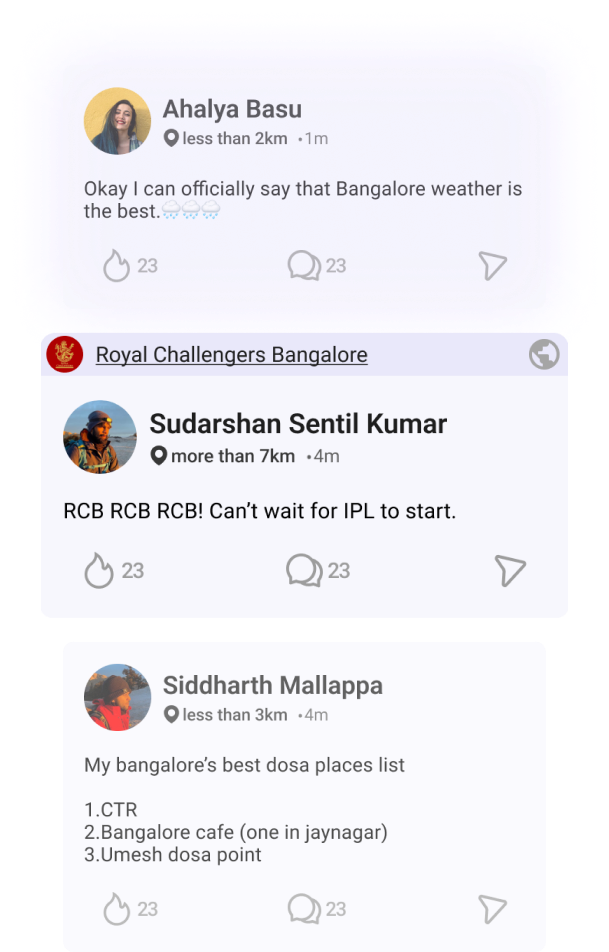 Ahalya Basu
less than 2km •1m
Okay I can officially say that Bangalore weather is
the best.🌧️🌧️🌧️
23 23
Royal Challengers Bangalore
Sudarshan Sentil Kumar
more than 7km •4m
RCB RCB RCB! Can't wait for IPL to start.
23 23
Siddharth Mallappa
less than 3km •4m
My bangalore's best dosa places list
1.CTR
2.Bangalore cafe (one in jaynagar)
3.Umesh dosa point
23 23